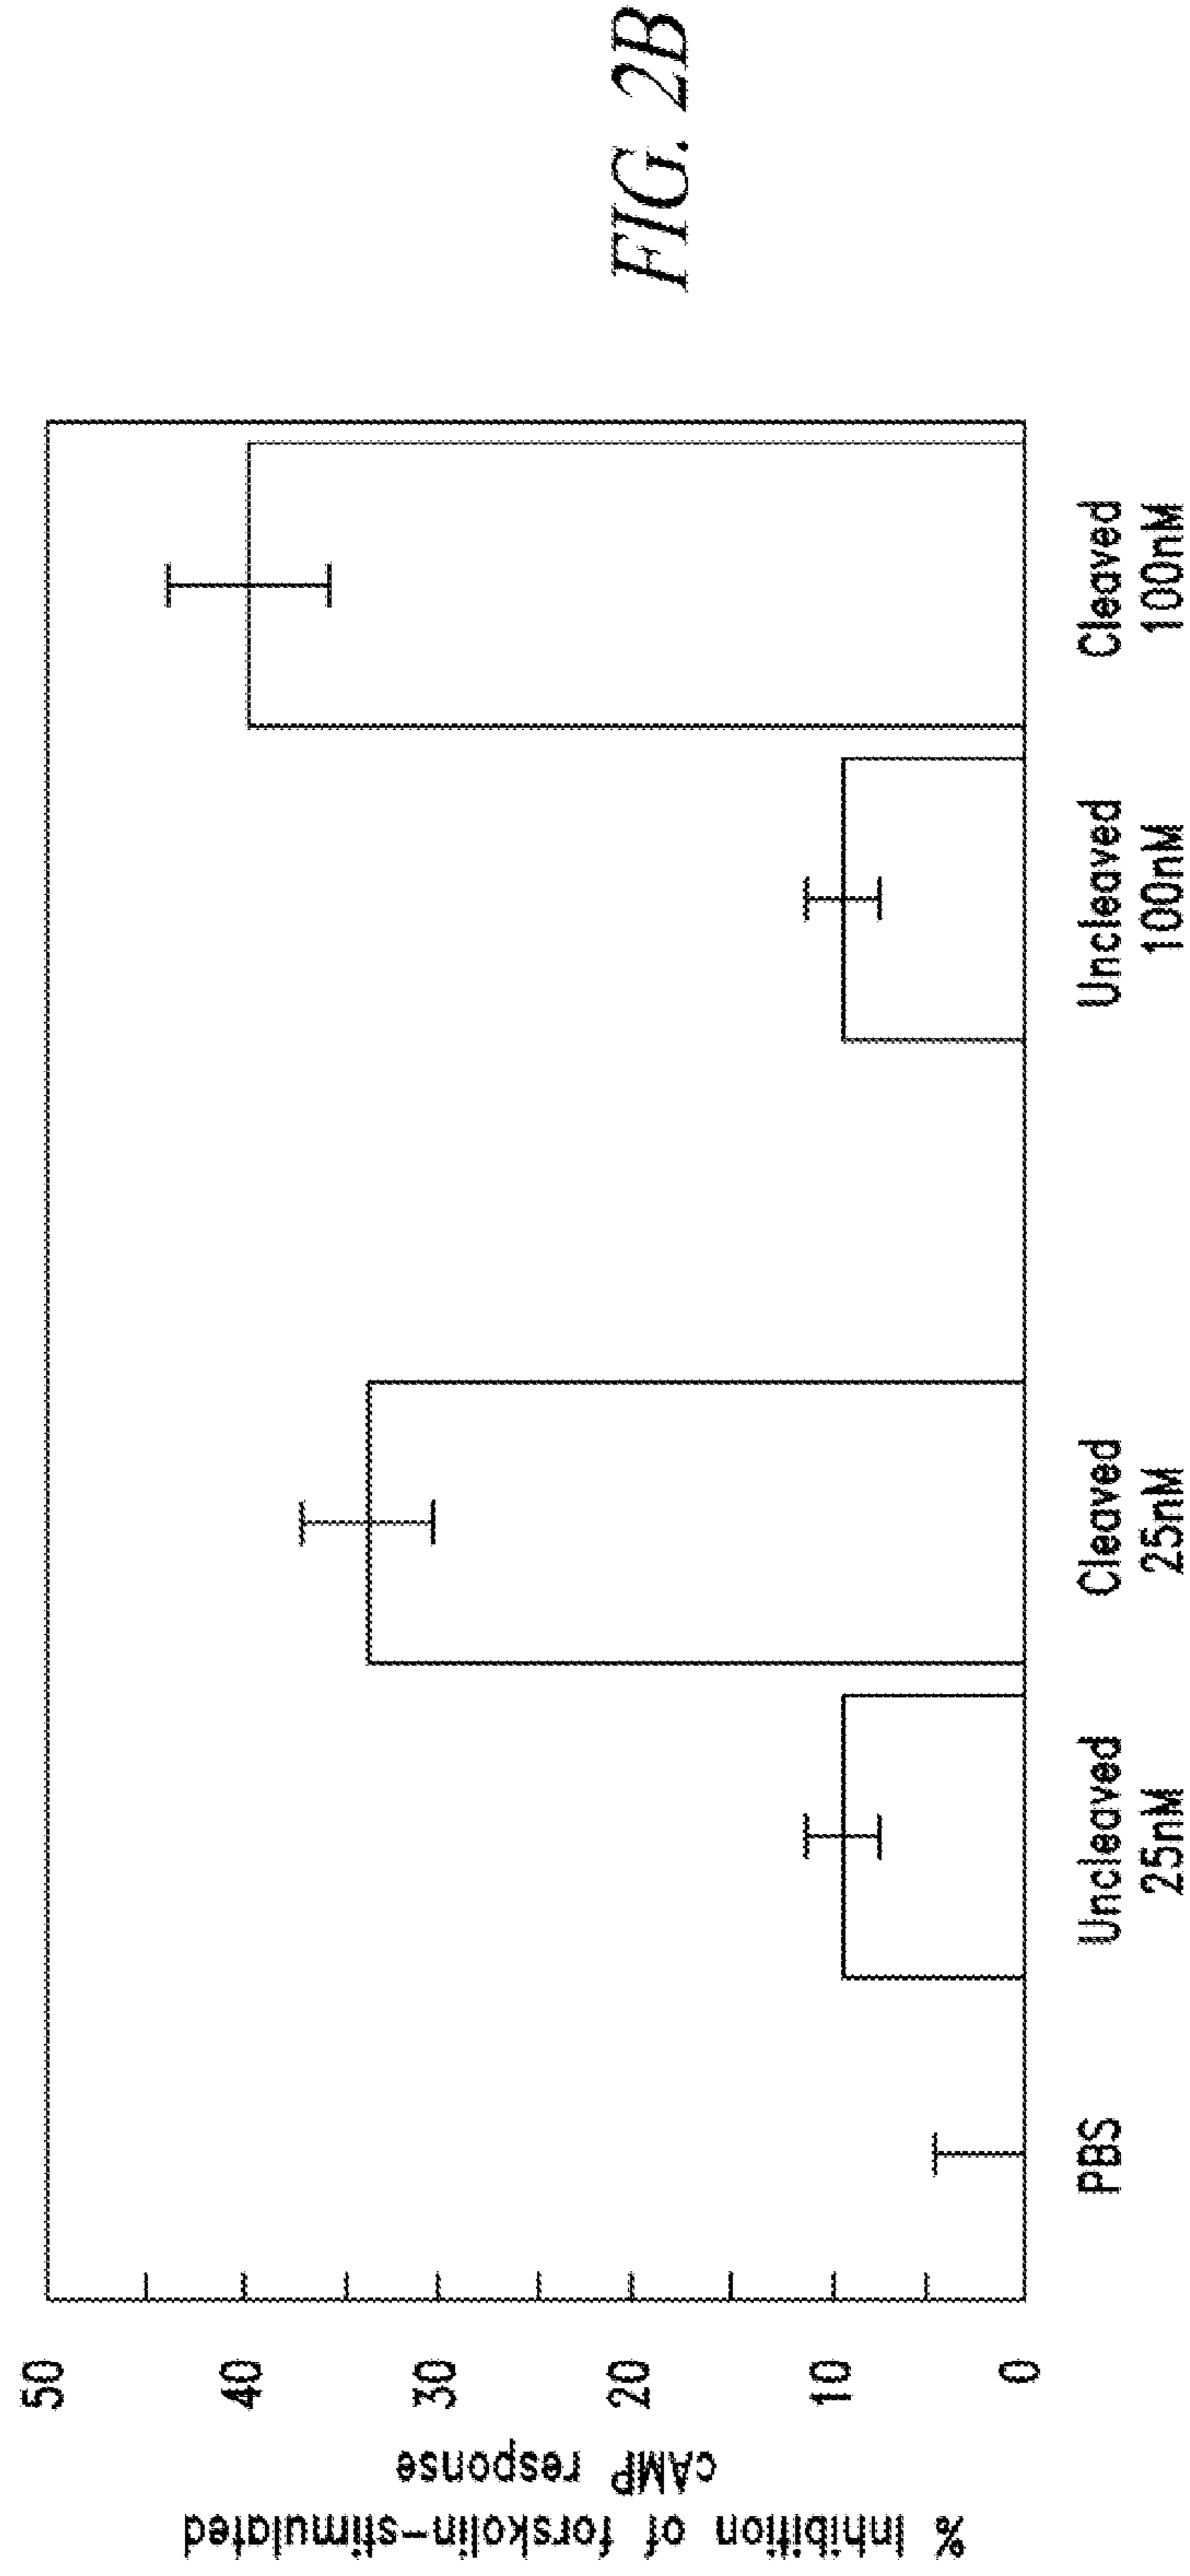 % Inhibition of forskolin-stimulated
cAMP response
50
40
30
20
10
0
PBS
Uncleaved
25nM
Cleaved
25nM
Uncleaved
100nM
Cleaved
100nM
FIG. 2B